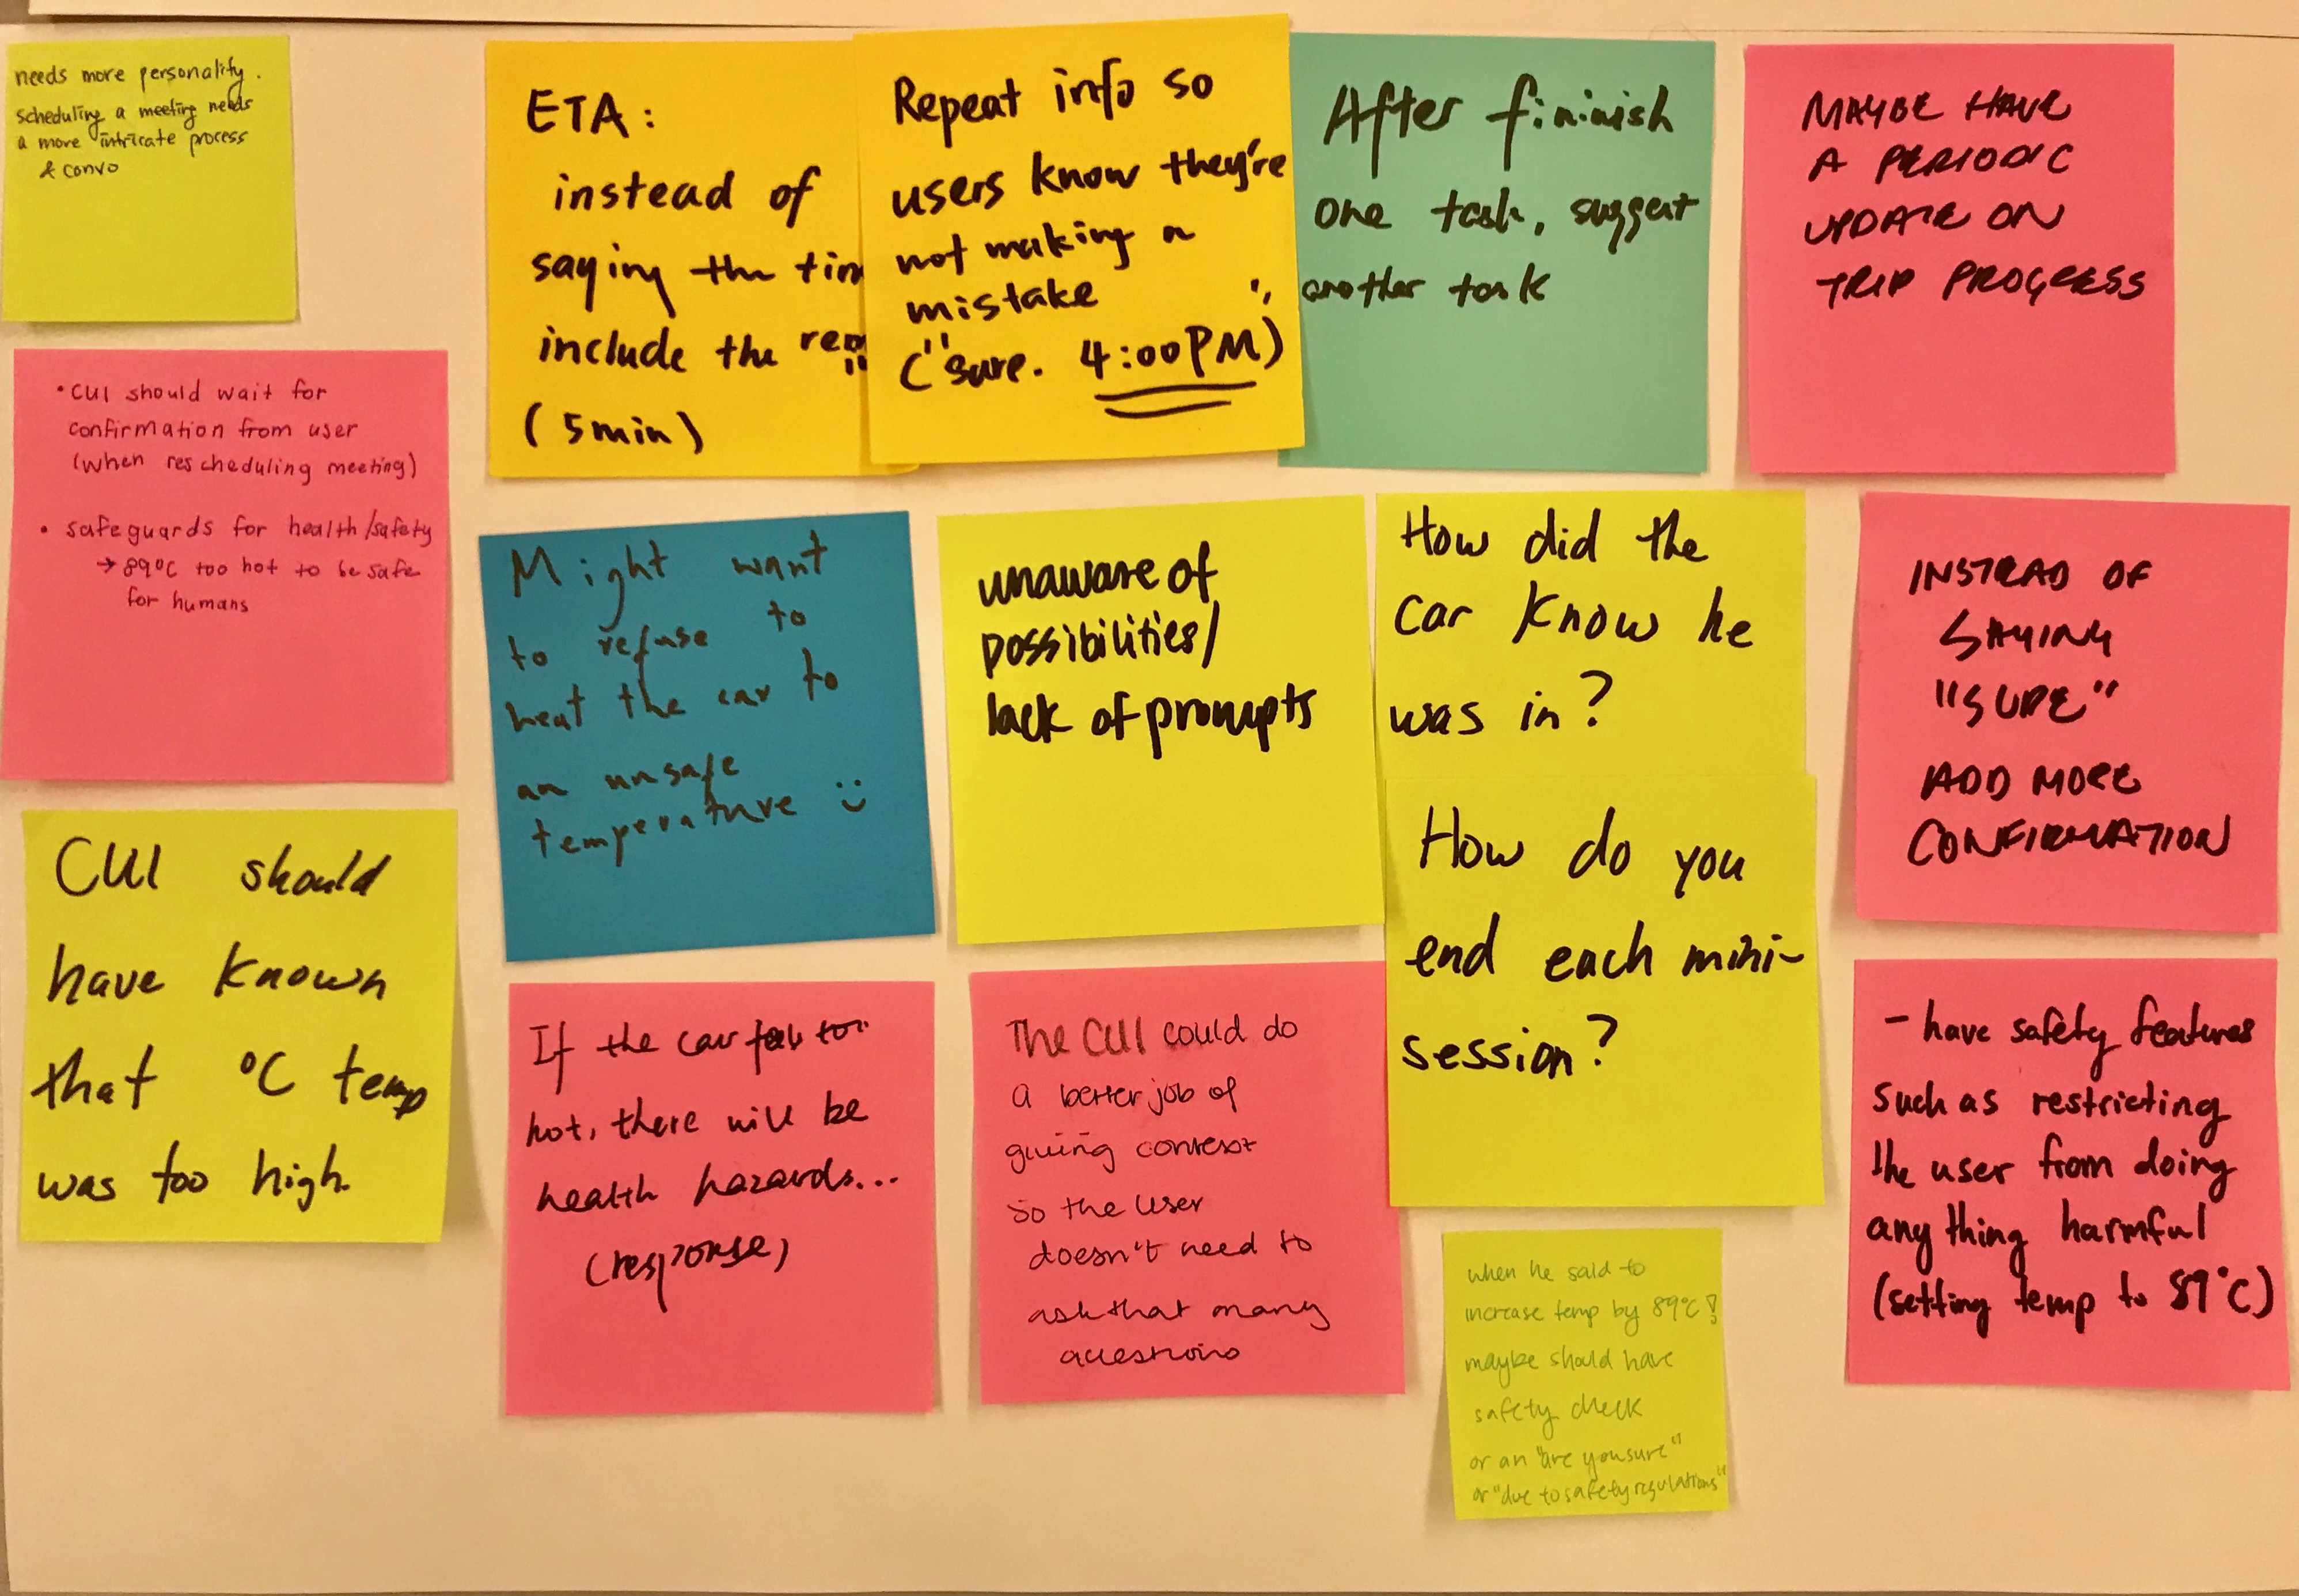 needs more personality.
scheduling a meeting needs
a more intricate process
& convo
ETA:
instead of
saying the tim
include the rem
(5min)
Repeat info so
users know they're
not making a
mistake
("sure. 4:00PM")
After fininish
one task, suggest
another task
MAYBE HAVE
A PERIODIC
UPDATE ON
TRIP PROGRESS
• CUI should wait for
confirmation from user
(when rescheduling meeting)
• safeguards for health/safety
→ 89°C too hot to be safe
for humans
Might want
to refuse to
heat the car to
an unsafe
temperature :)
unaware of
possibilities/
lack of prompts
How did the
car know he
was in?
INSTEAD OF
SAYING
"SURE"
ADD MORE
CONFIRMATION
CUI should
have known
that °C temp
was too high.
If the car
hot, there will be
health hazards...
(response)
The CUI could do
a better job of
giving context
so the user
doesn't need to
ask that many
questions
How do you
end each mini-
session?
when he said to
increase temp by 89°C!
maybe should have
safety check
or an "are you sure"
or "due to safety regulations"
- have safety features
such as restricting
the user from doing
anything harmful
(setting temp to 89°C)